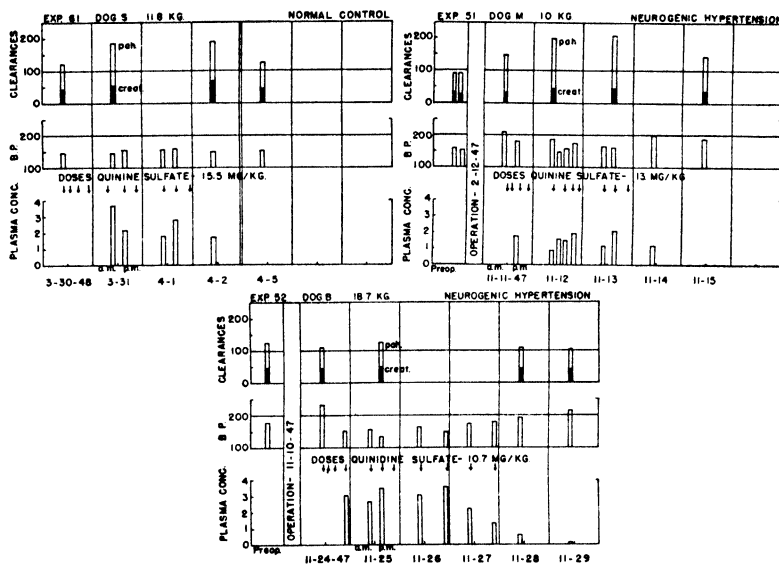 EXP 61 DOG S 11.8 KG. NORMAL CONTROL
CLEARANCES
200
100
0
pah.
creat.
B.P.
200
100
DOSES QUININE SULFATE- 15.5 MG/KG.
PLASMA CONC.
4
3
2
1
0
a.m. p.m.
3-30-48 3-31 4-1 4-2 4-5
EXP 51 DOG M 10 KG NEUROGENIC HYPERTENSION
CLEARANCES
200
100
0
pah.
creat.
B.P.
200
100
OPERATION- 2-12-47
DOSES QUININE SULFATE- 13 MG/KG
PLASMA CONC.
4
3
2
1
0
Preop. a.m. p.m
11-11-47 11-12 11-13 11-14 11-15
EXP 52 DOG B 18.7 KG. NEUROGENIC HYPERTENSION
CLEARANCES
200
100
0
pah.
creat.
B.P.
200
100
OPERATION- 11-10-47
DOSES QUINIDINE SULFATE- 10.7 MG/KG.
PLASMA CONC.
4
3
2
1
0
Preop. a.m. p.m.
11-24-47 11-25 11-26 11-27 11-28 11-29